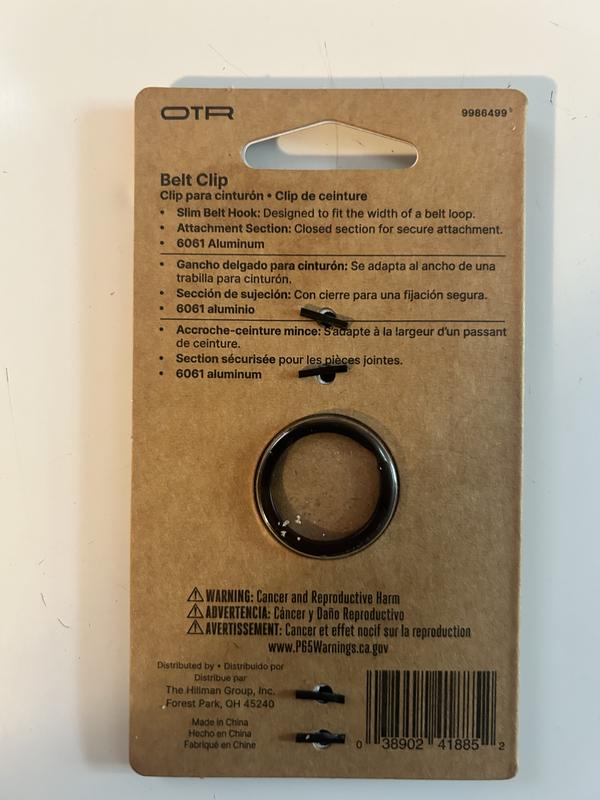 OTR
9986499⁵
Belt Clip
Clip para cinturón • Clip de ceinture
• Slim Belt Hook: Designed to fit the width of a belt loop.
• Attachment Section: Closed section for secure attachment.
• 6061 Aluminum
• Gancho delgado para cinturón: Se adapta al ancho de una
trabilla para cinturón.
• Sección de sujeción: Con cierre para una fijación segura.
• 6061 aluminio
• Accroche-ceinture mince: S'adapte à la largeur d'un passant
de ceinture.
• Section sécurisée pour les pièces jointes.
• 6061 aluminum
⚠WARNING: Cancer and Reproductive Harm
⚠ADVERTENCIA: Cáncer y Daño Reproductivo
⚠AVERTISSEMENT: Cancer et effet nocif sur la reproduction
www.P65Warnings.ca.gov
Distributed by • Distribuido por
Distribue par
The Hillman Group, Inc.
Forest Park, OH 45240
Made in China
Hecho en China
Fabriqué en Chine
0 38902 41885 2